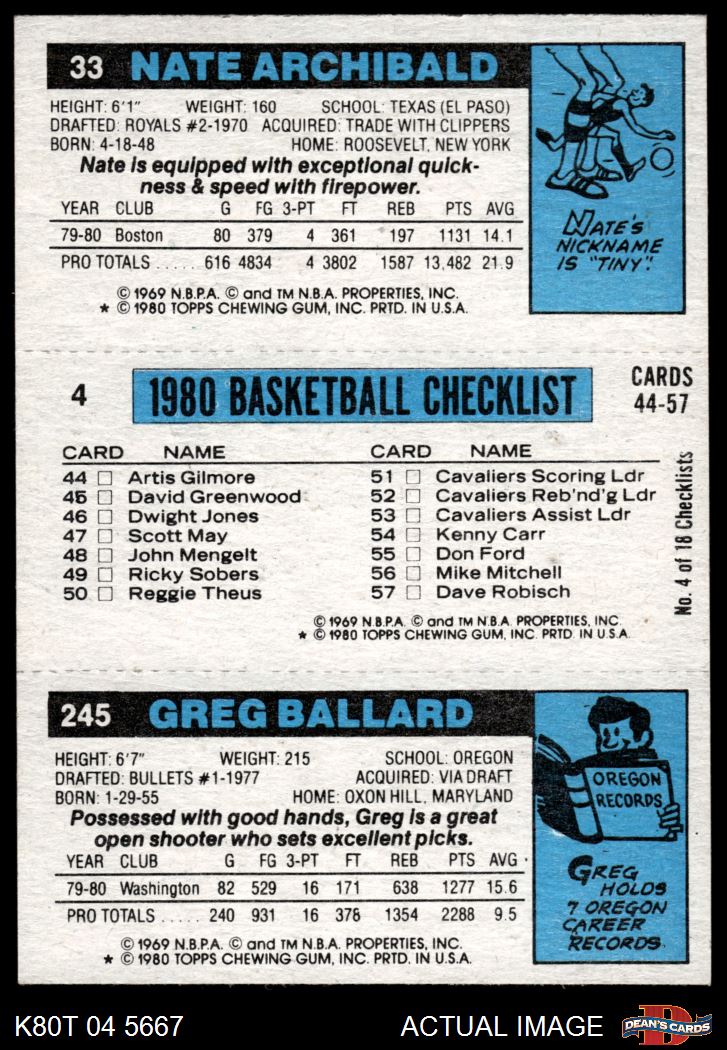 33 NATE ARCHIBALD
HEIGHT: 6'1" WEIGHT: 160 SCHOOL: TEXAS (EL PASO)
DRAFTED: ROYALS #2-1970 ACQUIRED: TRADE WITH CLIPPERS
BORN: 4-18-48 HOME: ROOSEVELT, NEW YORK
Nate is equipped with exceptional quick-
ness & speed with firepower.
YEAR CLUB G FG 3-PT FT REB PTS AVG
79-80 Boston 80 379 4 361 197 1131 14.1
PRO TOTALS ..... 616 4834 4 3802 1587 13,482 21.9
© 1969 N.B.P.A. © and TM N.B.A. PROPERTIES, INC.
* © 1980 TOPPS CHEWING GUM, INC. PRTD. IN U.S.A.
NATE'S
NICKNAME
IS "TINY".
4 1980 BASKETBALL CHECKLIST CARDS
44-57
CARD NAME CARD NAME
44 □ Artis Gilmore 51 □ Cavaliers Scoring Ldr
45 □ David Greenwood 52 □ Cavaliers Reb'nd'g Ldr
46 □ Dwight Jones 53 □ Cavaliers Assist Ldr
47 □ Scott May 54 □ Kenny Carr
48 □ John Mengelt 55 □ Don Ford
49 □ Ricky Sobers 56 □ Mike Mitchell
50 □ Reggie Theus 57 □ Dave Robisch
No. 4 of 18 Checklists
© 1969 N.B.P.A. © and TM N.B.A. PROPERTIES, INC.
* © 1980 TOPPS CHEWING GUM, INC. PRTD. IN U.S.A.
245 GREG BALLARD
HEIGHT: 6'7" WEIGHT: 215 SCHOOL: OREGON
DRAFTED: BULLETS #1-1977 ACQUIRED: VIA DRAFT
BORN: 1-29-55 HOME: OXON HILL, MARYLAND
Possessed with good hands, Greg is a great
open shooter who sets excellent picks.
YEAR CLUB G FG 3-PT FT REB PTS AVG
79-80 Washington 82 529 16 171 638 1277 15.6
PRO TOTALS ..... 240 931 16 378 1354 2288 9.5
© 1969 N.B.P.A. © and TM N.B.A. PROPERTIES, INC.
* © 1980 TOPPS CHEWING GUM, INC. PRTD. IN U.S.A.
OREGON
RECORDS
GREG
HOLDS
7 OREGON
CAREER
RECORDS.
K80T 04 5667 ACTUAL IMAGE
D
DEAN'S CARDS